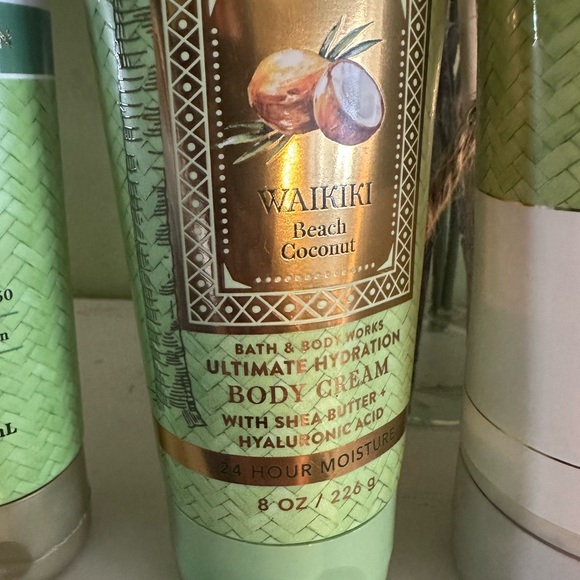 WAIKIKI
Beach
Coconut
BATH & BODY WORKS
ULTIMATE HYDRATION
BODY CREAM
WITH SHEA BUTTER +
HYALURONIC ACID
24 HOUR MOISTURE
8 OZ / 226 g